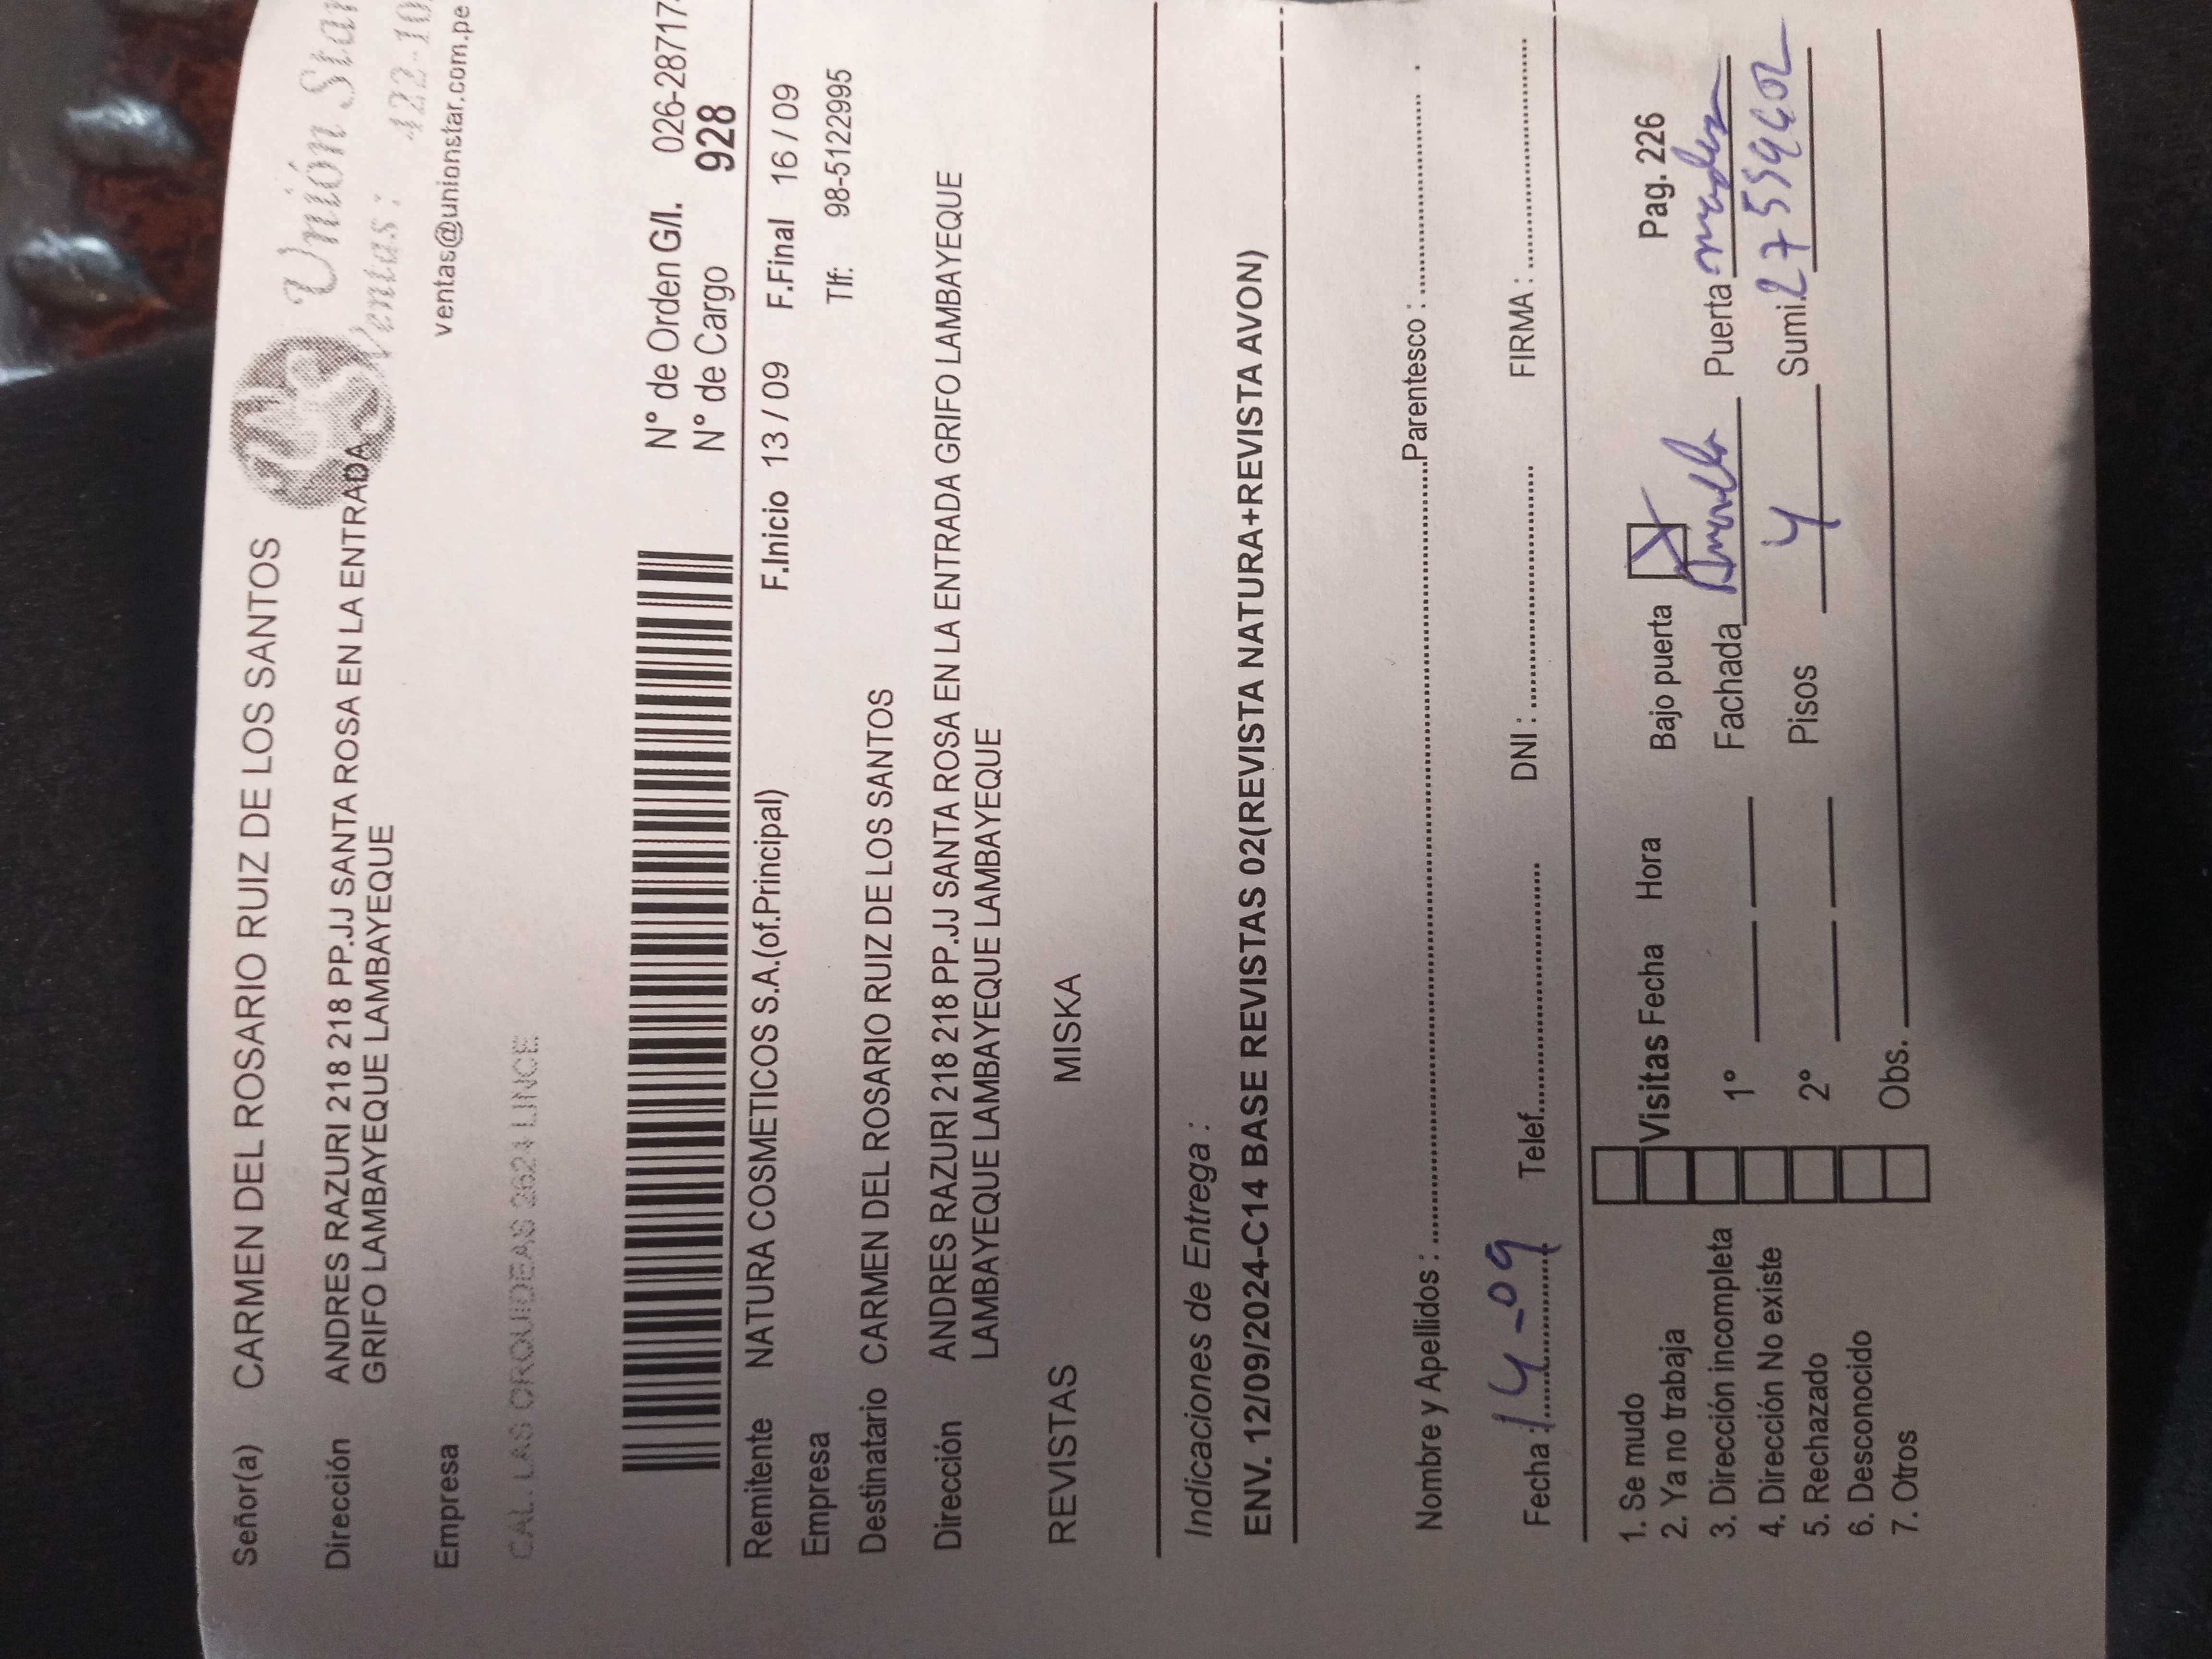 Señor(a) CARMEN DEL ROSARIO RUIZ DE LOS SANTOS
Unión Star
Dirección ANDRES RAZURI 218 218 PP.JJ SANTA ROSA EN LA ENTRADA
GRIFO LAMBAYEQUE LAMBAYEQUE
Ventas: 422-10
Empresa ventas@unionstar.com.pe
CAL. LAS ORQUIDEAS 2624 LINCE
N° de Orden G/I. 026-28717
N° de Cargo 928
Remitente NATURA COSMETICOS S.A.(of.Principal) F.Inicio 13 / 09 F.Final 16 / 09
Empresa Tlf: 98-5122995
Destinatario CARMEN DEL ROSARIO RUIZ DE LOS SANTOS
Dirección ANDRES RAZURI 218 218 PP.JJ SANTA ROSA EN LA ENTRADA GRIFO LAMBAYEQUE
LAMBAYEQUE LAMBAYEQUE LAMBAYEQUE
REVISTAS MISKA
Indicaciones de Entrega :
ENV. 12/09/2024-C14 BASE REVISTAS 02(REVISTA NATURA+REVISTA AVON)
Nombre y Apellidos : Parentesco :
Fecha : 14-09 Telef. DNI : FIRMA :
1. Se mudo
2. Ya no trabaja Visitas Fecha Hora Bajo puerta X Pag. 226
3. Dirección incompleta 1° Fachada Puerta
4. Dirección No existe
5. Rechazado 2° Pisos 4 Sumi.
6. Desconocido
7. Otros Obs.